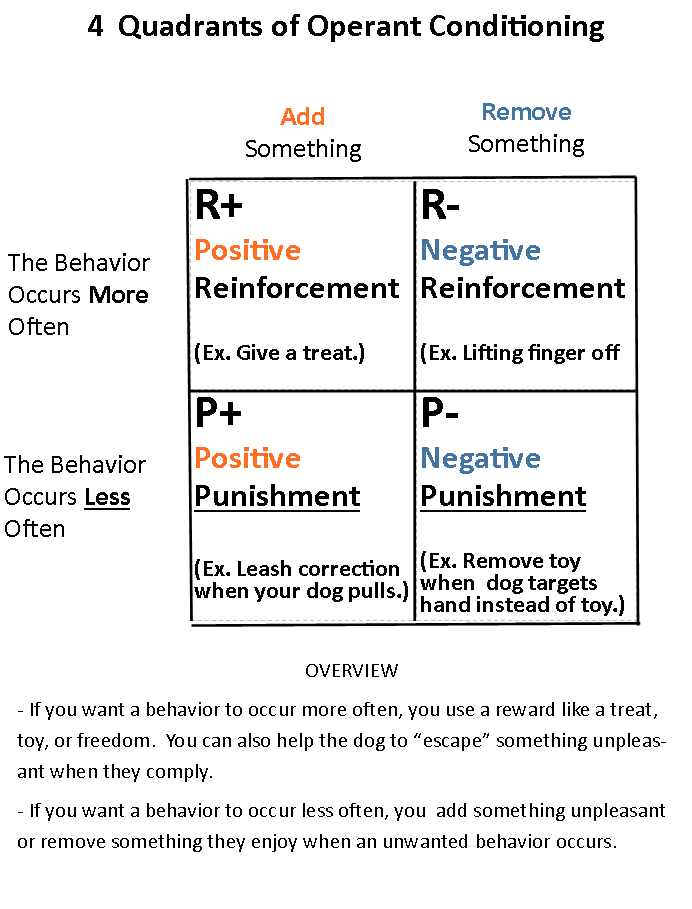 4 Quadrants of Operant Conditioning
Add
Something
Remove
Something
The Behavior
Occurs More
Often
R+
Positive
Reinforcement
(Ex. Give a treat.)
R-
Negative
Reinforcement
(Ex. Lifting finger off
The Behavior
Occurs Less
Often
P+
Positive
Punishment
(Ex. Leash correction
when your dog pulls.)
P-
Negative
Punishment
(Ex. Remove toy
when dog targets
hand instead of toy.)
OVERVIEW
- If you want a behavior to occur more often, you use a reward like a treat,
toy, or freedom. You can also help the dog to “escape” something unpleas-
ant when they comply.
- If you want a behavior to occur less often, you add something unpleasant
or remove something they enjoy when an unwanted behavior occurs.